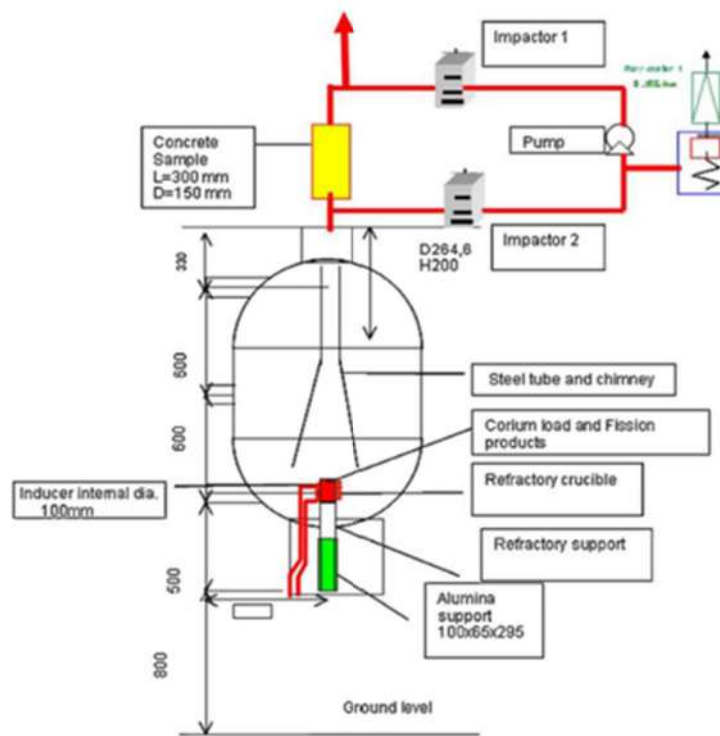 Impactor 1
Concrete
Sample
L=300 mm
D=150 mm
Pump
Impactor 2
D264,6
H200
330
600
Steel tube and chimney
600
Corium load and Fission
products
Inducer internal dia.
100mm
Refractory crucible
Refractory support
500
Alumina
support
100x65x295
800
Ground level